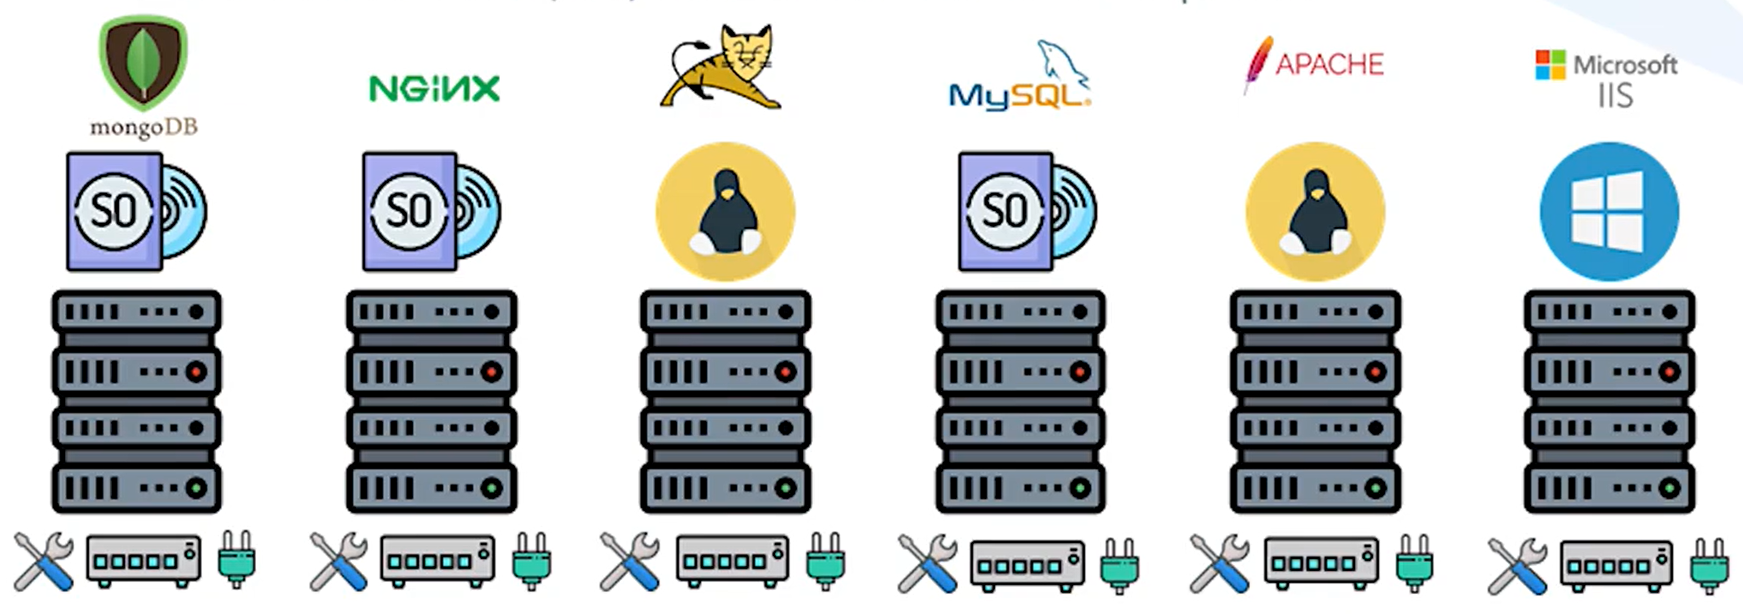 mongoDB
NGiNX
MySQL®
APACHE
Microsoft
IIS
SO
SO
SO